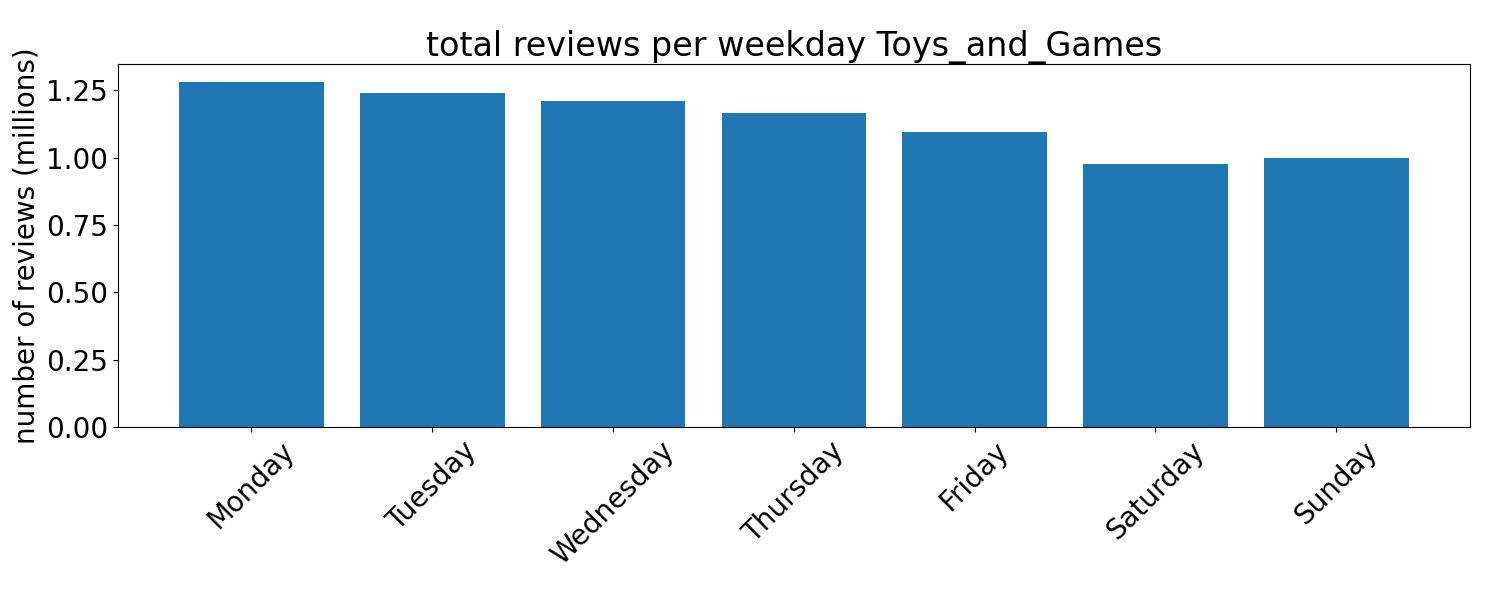 total reviews per weekday Toys_and_Games
number of reviews (millions)
1.25
1.00
0.75
0.50
0.25
0.00
Monday
Tuesday
Wednesday
Thursday
Friday
Saturday
Sunday